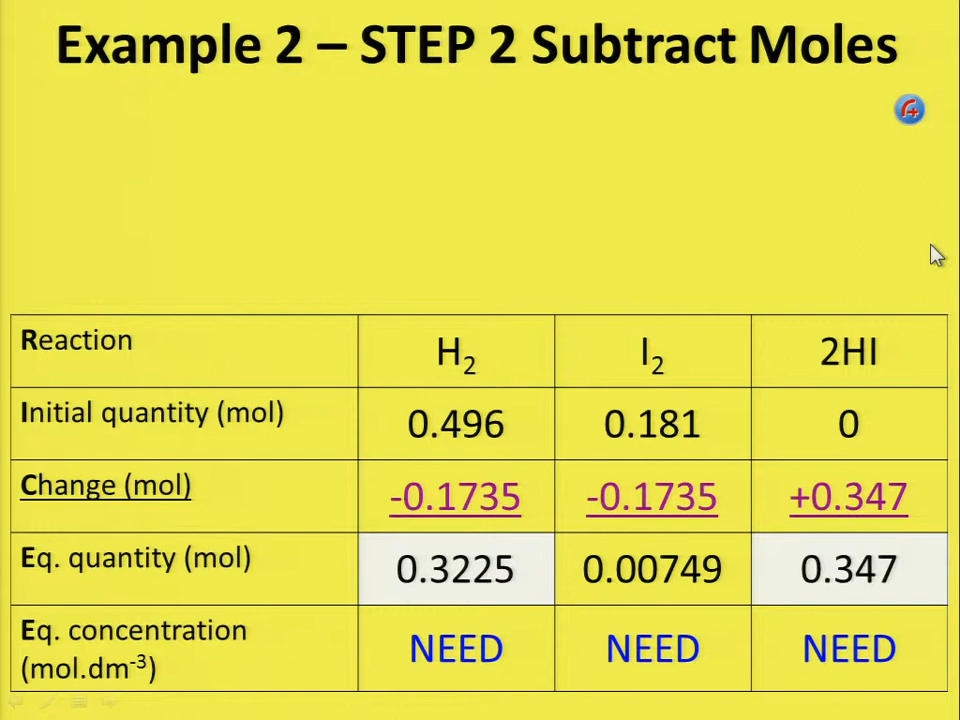 Example 2 – STEP 2 Subtract Moles
Reaction H₂ I₂ 2HI
Initial quantity (mol) 0.496 0.181 0
Change (mol) -0.1735 -0.1735 +0.347
Eq. quantity (mol) 0.3225 0.00749 0.347
Eq. concentration
(mol.dm⁻³) NEED NEED NEED